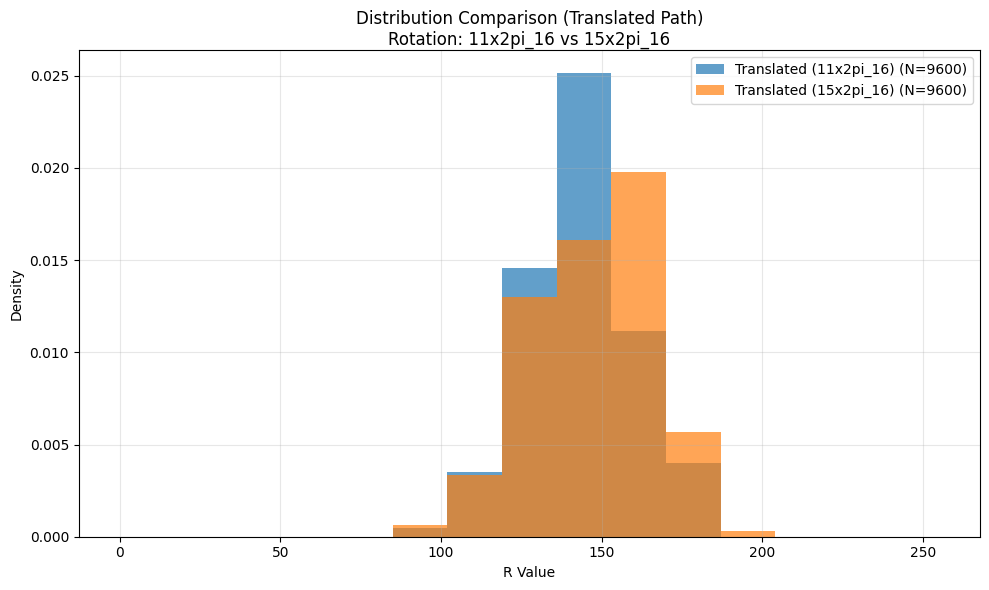 Distribution Comparison (Translated Path)
Rotation: 11x2pi_16 vs 15x2pi_16
Translated (11x2pi_16) (N=9600)
Translated (15x2pi_16) (N=9600)
0.025
0.020
0.015
0.010
0.005
0.000
Density
0 50 100 150 200 250
R Value